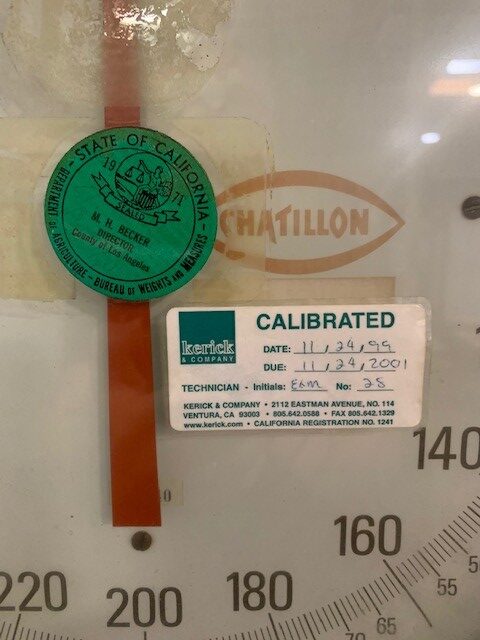 STATE OF CALIFORNIA
DEPARTMENT OF AGRICULTURE - BUREAU OF WEIGHTS AND MEASURES
19 71
SEALED
M. H. BECKER
DIRECTOR
County of Los Angeles
CHATILLON
kerick
& COMPANY
CALIBRATED
DATE: 11, 24, 99
DUE: 11, 24, 2001
TECHNICIAN • Initials: EKM No: 28
KERICK & COMPANY • 2112 EASTMAN AVENUE, NO. 114
VENTURA, CA 93003 • 805.642.0588 • FAX 805.642.1329
www.kerick.com • CALIFORNIA REGISTRATION NO. 1241
0
140
160
180
200
220
55
65
70